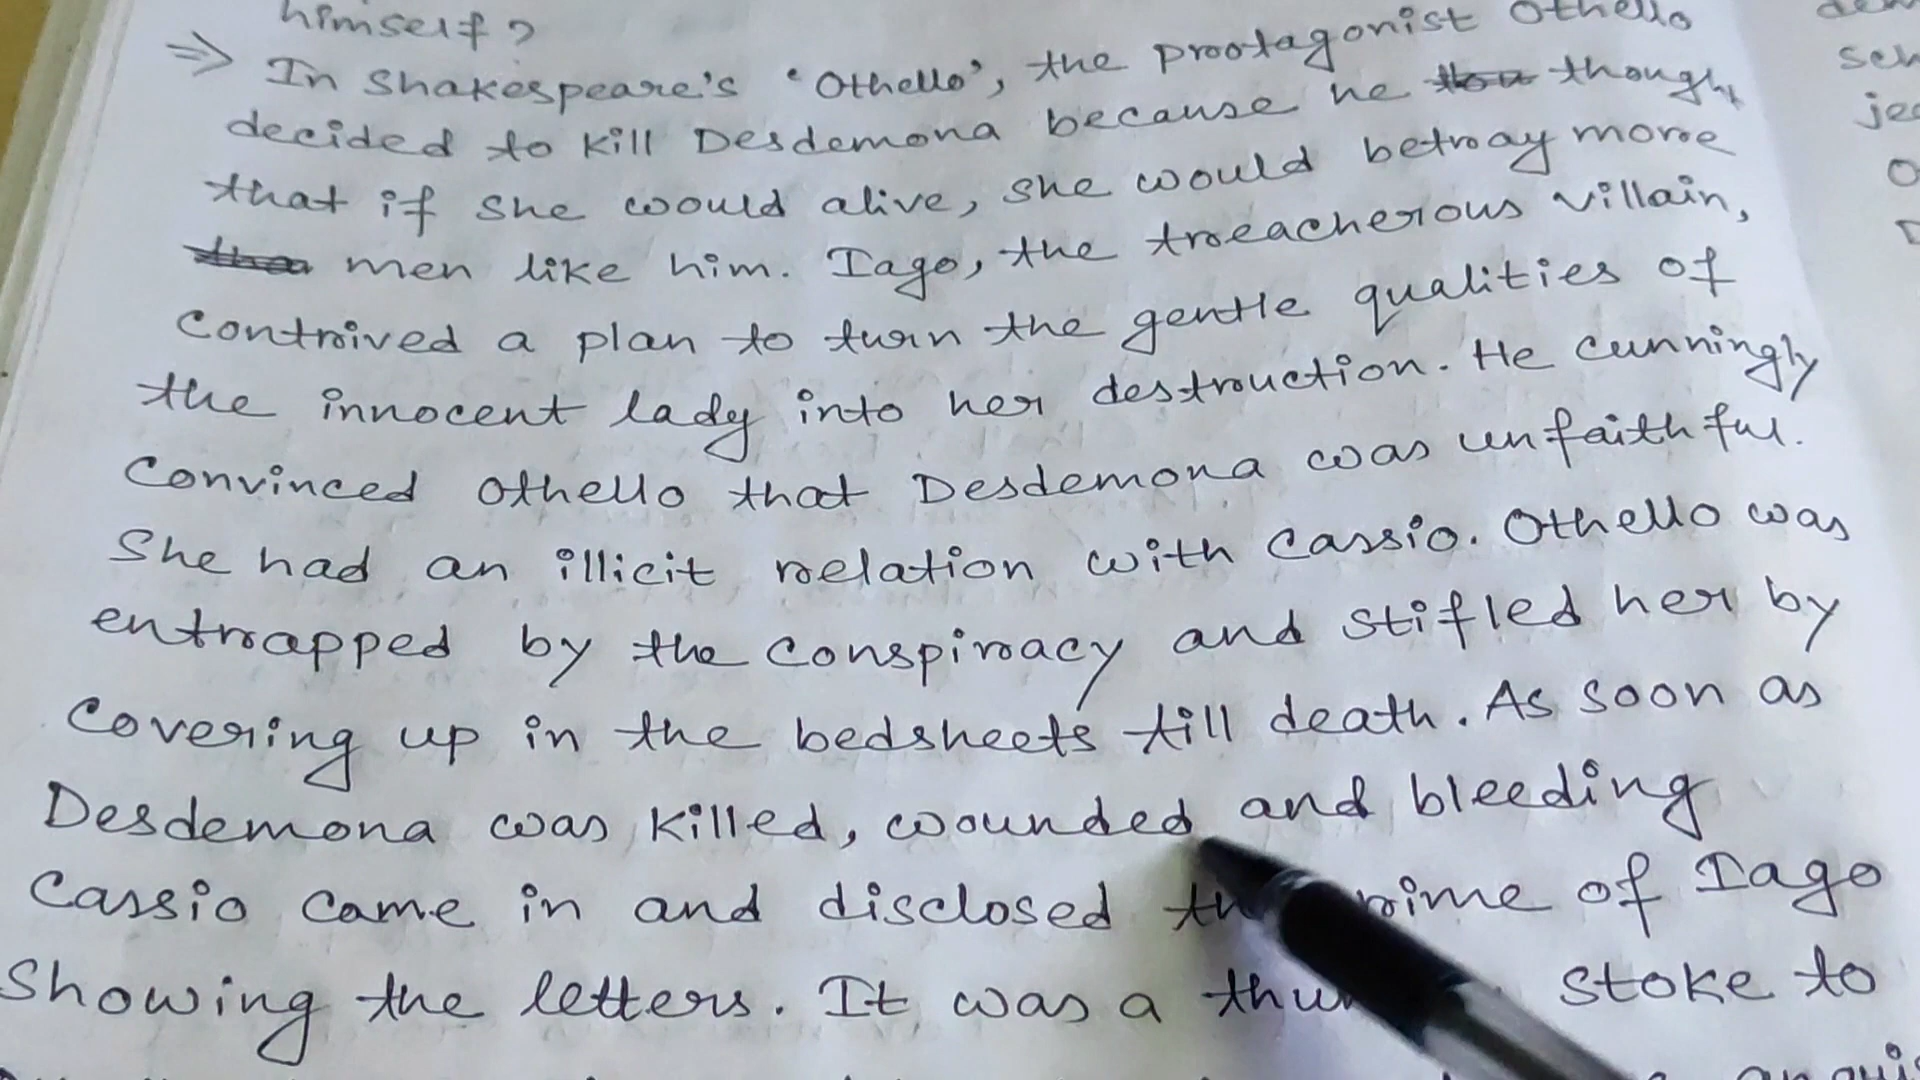 himself?
⇒ In Shakespeare's 'Othello', the protagonist Othello
decided to kill Desdemona because he thought
that if she would alive, she would betray more
men like him. Iago, the treacherous villain,
contrived a plan to turn the gentle qualities of
the innocent lady into her destruction. He cunningly
convinced Othello that Desdemona was unfaithful.
She had an illicit relation with Cassio. Othello was
entrapped by the conspiracy and stifled her by
covering up in the bedsheets till death. As soon as
Desdemona was killed, wounded and bleeding
Cassio came in and disclosed of Iago
Showing the letters. It was a stoke to